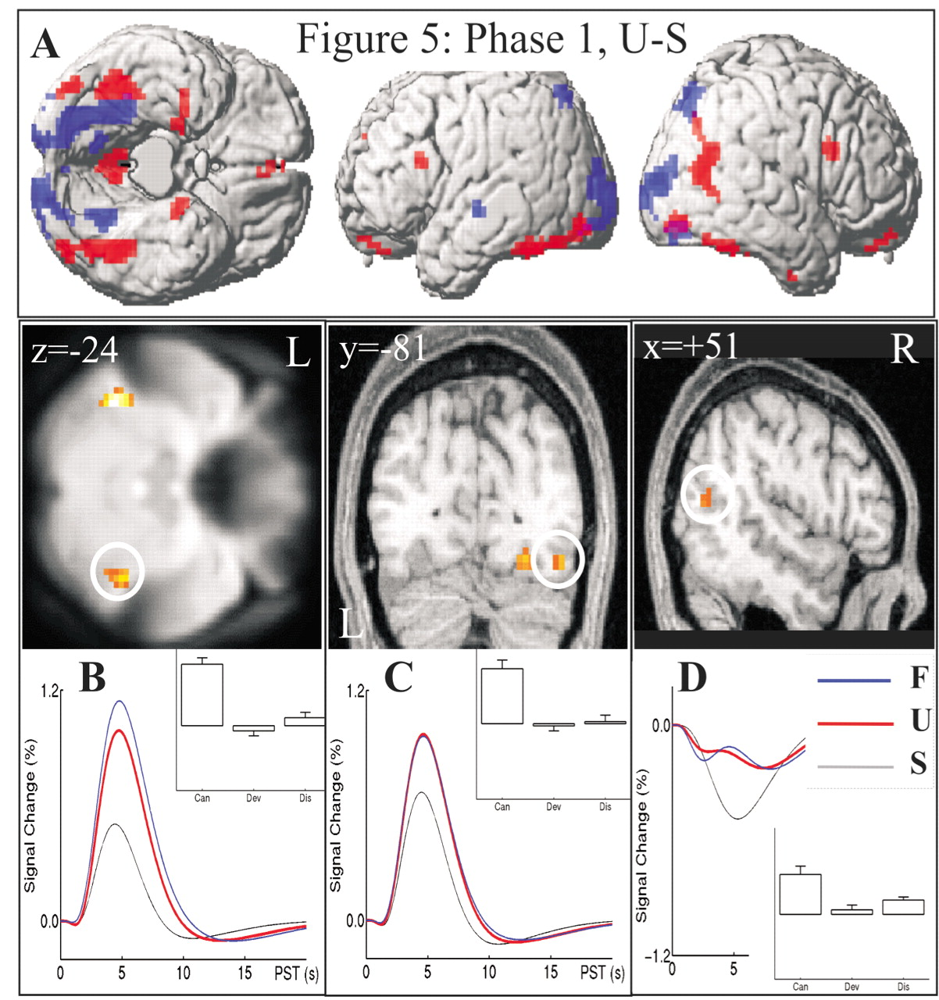 A
Figure 5: Phase 1, U-S
z=-24
L
y=-81
L
x=+51
R
B
1.2
0.0
Signal Change (%)
0
5
10
15
PST (s)
Can
Dev
Dis
C
1.2
0.0
Signal Change (%)
0
5
10
15
PST (s)
Can
Dev
Dis
D
F
U
S
0.0
−1.2
Signal Change (%)
0
5
Can
Dev
Dis